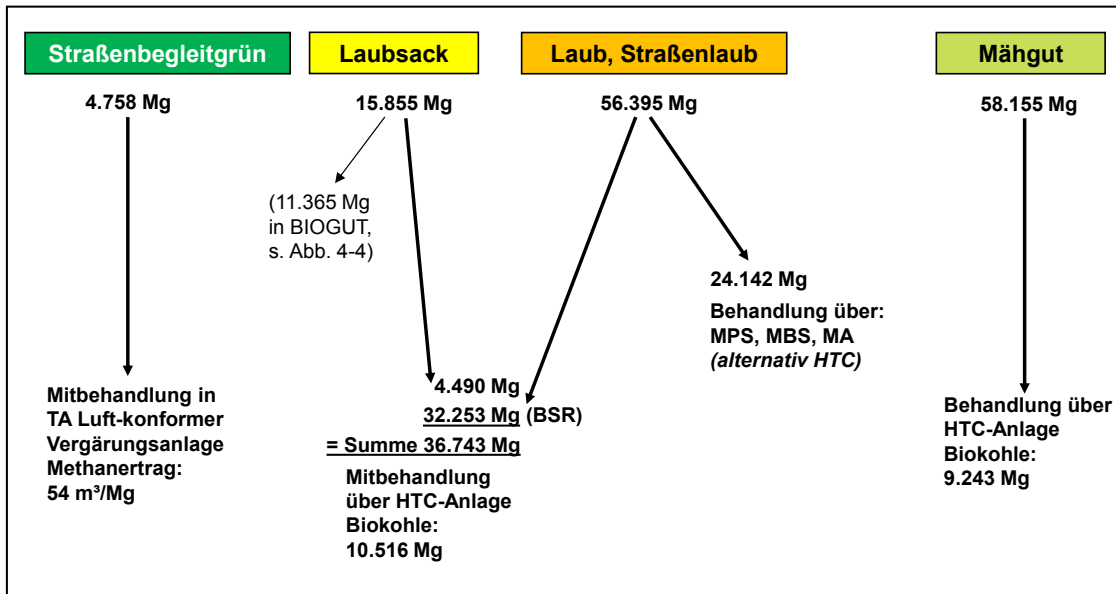 Straßenbegleitgrün
4.758 Mg
Mitbehandlung in
TA Luft-konformer
Vergärungsanlage
Methanertrag:
54 m³/Mg
Laubsack
15.855 Mg
(11.365 Mg
in BIOGUT,
s. Abb. 4-4)
Laub, Straßenlaub
56.395 Mg
24.142 Mg
Behandlung über:
MPS, MBS, MA
(alternativ HTC)
4.490 Mg
32.253 Mg (BSR)
= Summe 36.743 Mg
Mitbehandlung
über HTC-Anlage
Biokohle:
10.516 Mg
Mähgut
58.155 Mg
Behandlung über
HTC-Anlage
Biokohle:
9.243 Mg